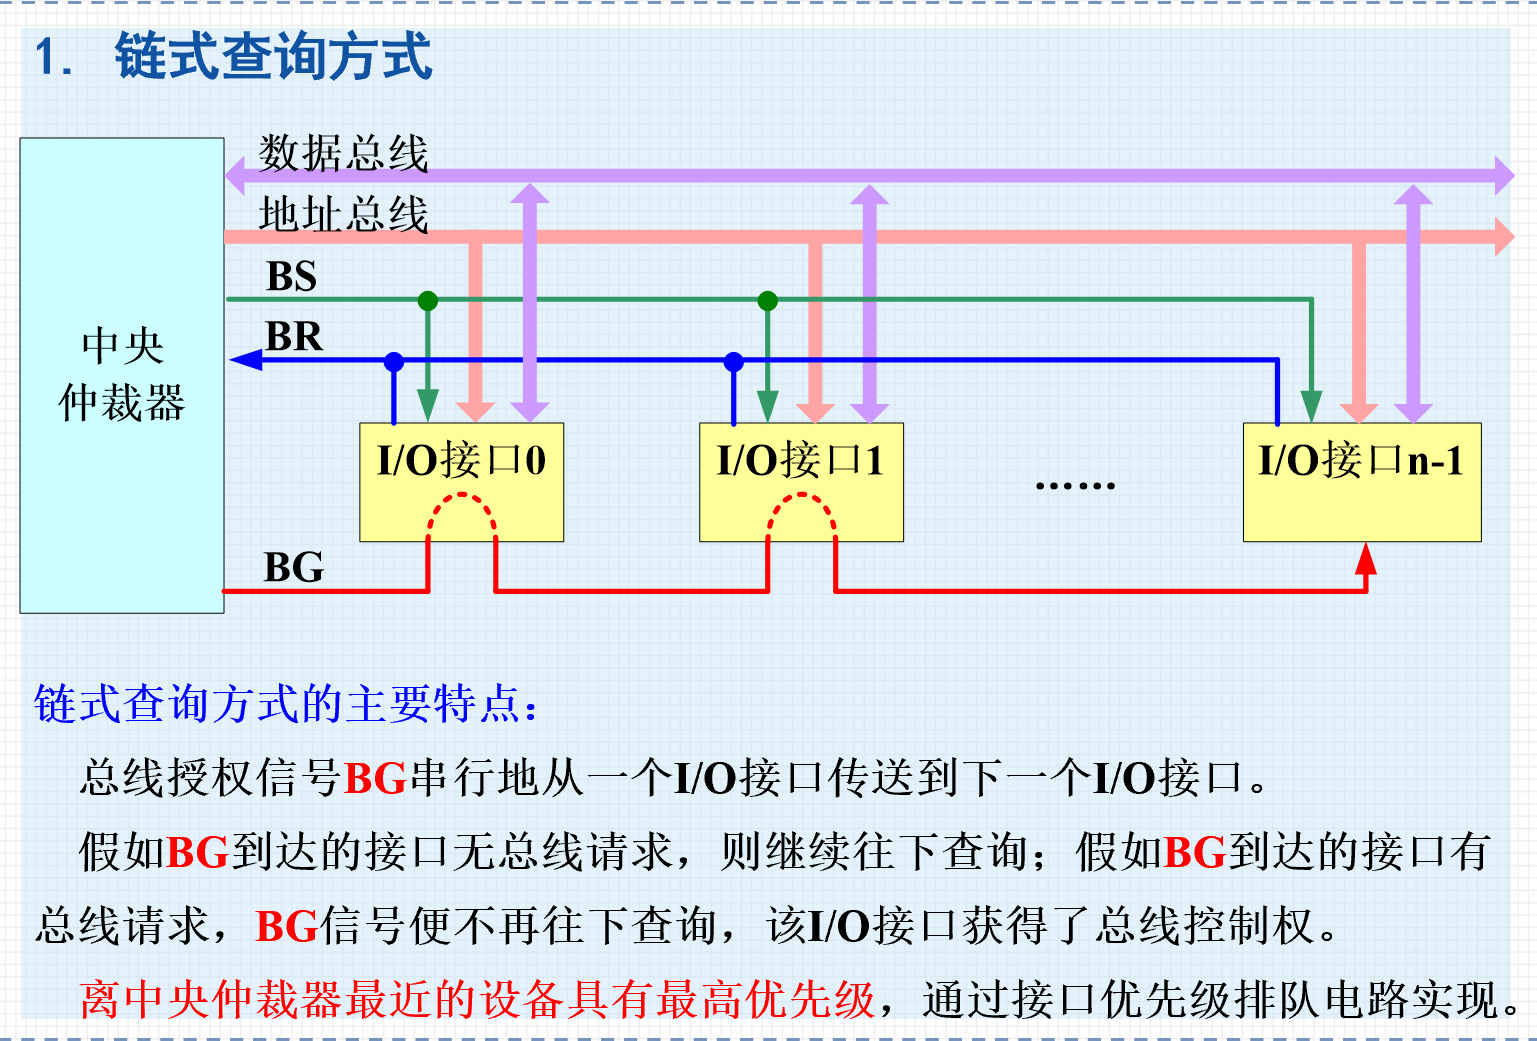 1. 链式查询方式
数据总线
地址总线
BS
BR
中央
仲裁器
I/O接口0
I/O接口1
……
I/O接口n-1
BG
链式查询方式的主要特点：
总线授权信号BG串行地从一个I/O接口传送到下一个I/O接口。
假如BG到达的接口无总线请求，则继续往下查询；假如BG到达的接口有
总线请求，BG信号便不再往下查询，该I/O接口获得了总线控制权。
离中央仲裁器最近的设备具有最高优先级，通过接口优先级排队电路实现。